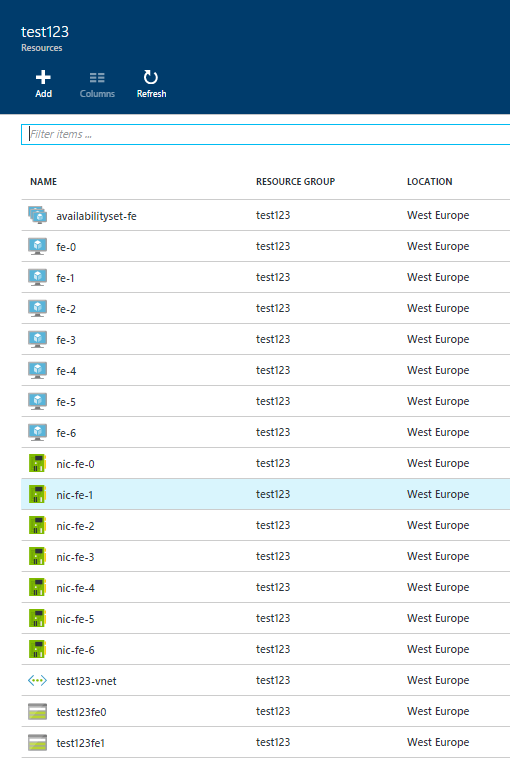 test123
Resources
Add Columns Refresh
Filter items ...
NAME RESOURCE GROUP LOCATION
availabilityset-fe test123 West Europe
fe-0 test123 West Europe
fe-1 test123 West Europe
fe-2 test123 West Europe
fe-3 test123 West Europe
fe-4 test123 West Europe
fe-5 test123 West Europe
fe-6 test123 West Europe
nic-fe-0 test123 West Europe
nic-fe-1 test123 West Europe
nic-fe-2 test123 West Europe
nic-fe-3 test123 West Europe
nic-fe-4 test123 West Europe
nic-fe-5 test123 West Europe
nic-fe-6 test123 West Europe
test123-vnet test123 West Europe
test123fe0 test123 West Europe
test123fe1 test123 West Europe